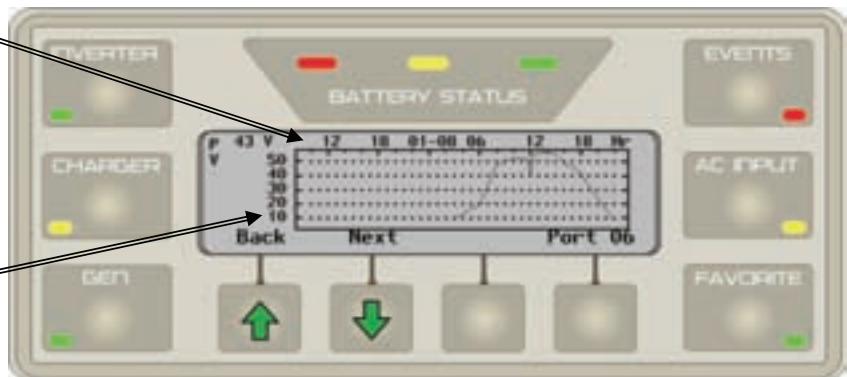 INVERTER
EVENTS
BATTERY STATUS
CHARGER
AC INPUT
P 43 V 12 18 01-08 06 12 18 Hr
V 50
40
30
20
10
Back Next Port 06
GEN
FAVORITE